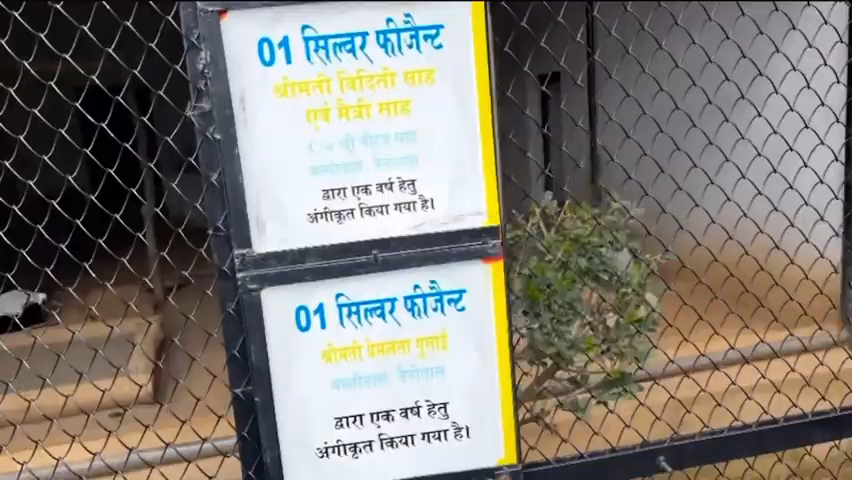 01 सिल्वर फीजैन्ट
श्रीमती विदिती साह
एवं मैत्री साह
द्वारा एक वर्ष हेतु
अंगीकृत किया गया है।
01 सिल्वर फीजैन्ट
श्रीमती प्रेमलता गुसाई
द्वारा एक वर्ष हेतु
अंगीकृत किया गया है।